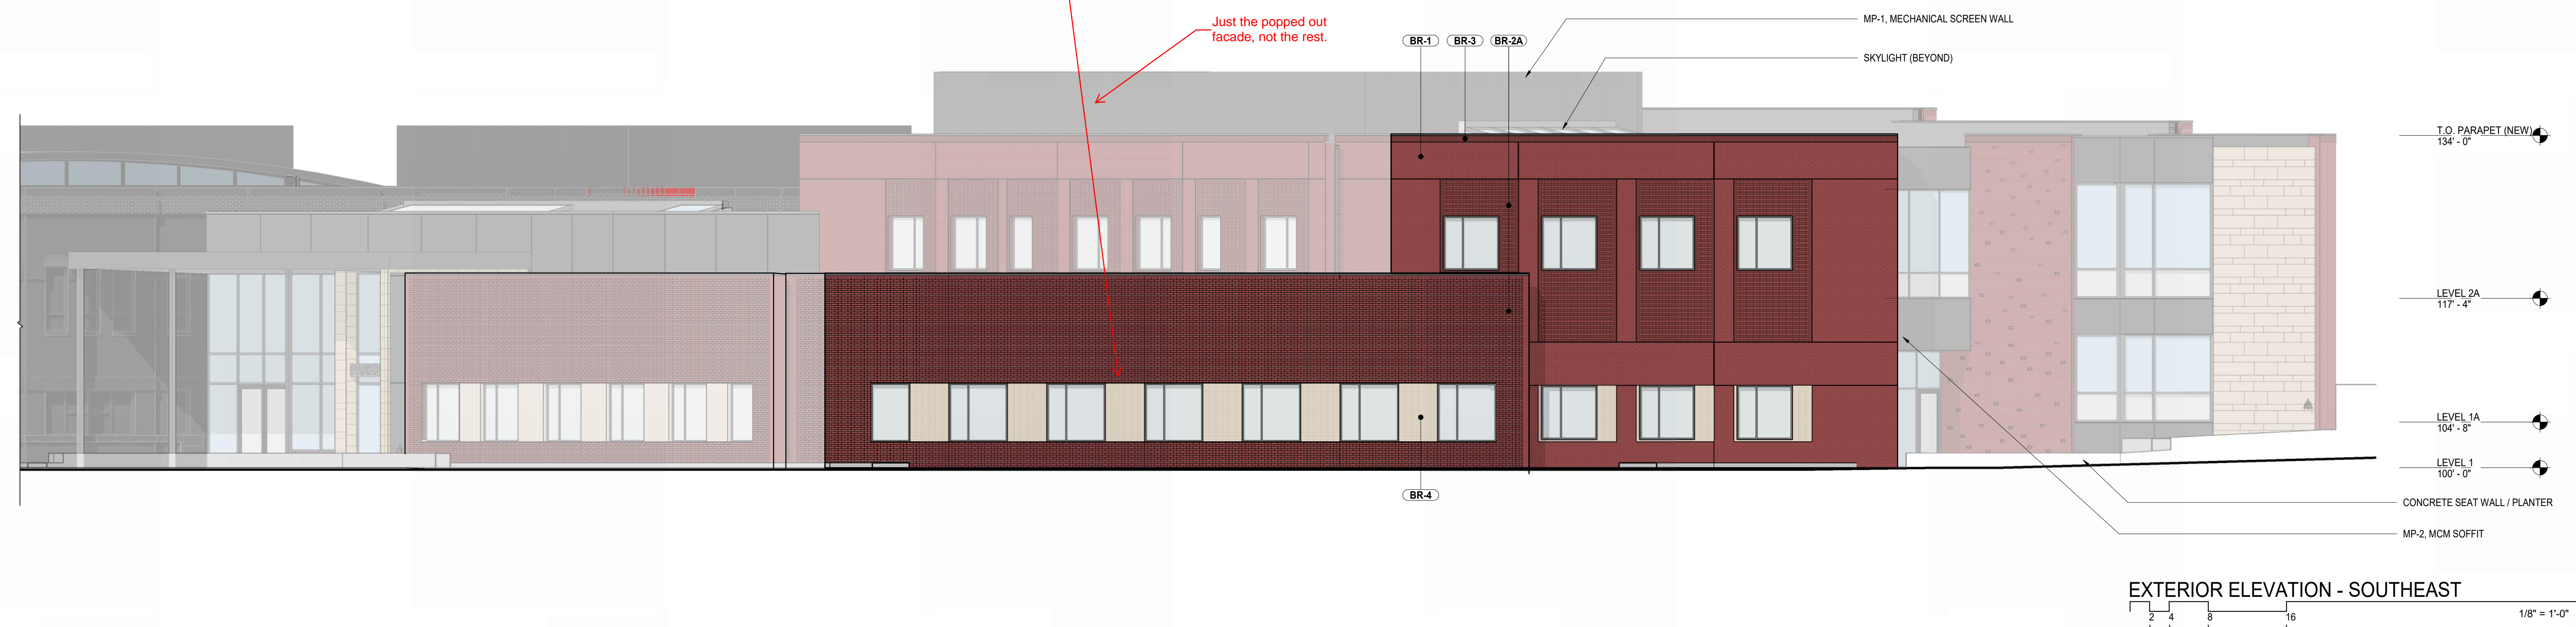 Just the popped out
facade, not the rest.
BR-1
BR-3
BR-2A
MP-1, MECHANICAL SCREEN WALL
SKYLIGHT (BEYOND)
T.O. PARAPET (NEW)
134' - 0"
LEVEL 2A
117' - 4"
LEVEL 1A
104' - 8"
LEVEL 1
100' - 0"
BR-4
CONCRETE SEAT WALL / PLANTER
MP-2, MCM SOFFIT
EXTERIOR ELEVATION - SOUTHEAST
2 4 8 16
1/8" = 1'-0"